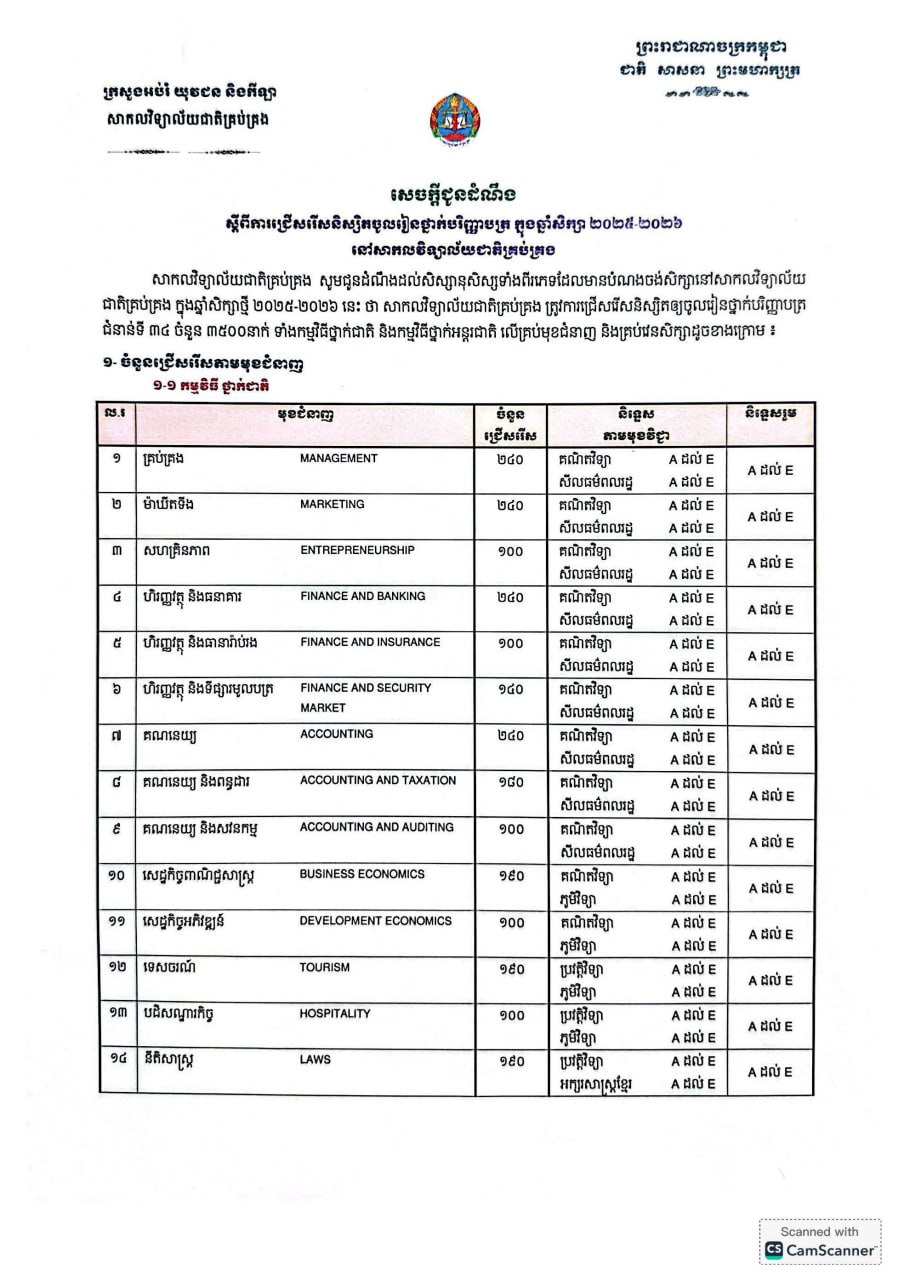 ព្រះរាជាណាចក្រកម្ពុជា
ជាតិ សាសនា ព្រះមហាក្សត្រ
ក្រសួងអប់រំ យុវជន និងកីឡា
សាកលវិទ្យាល័យជាតិគ្រប់គ្រង
សេចក្តីជូនដំណឹង
ស្តីពីការជ្រើសរើសនិស្សិតចូលរៀនថ្នាក់បរិញ្ញាបត្រ ក្នុងឆ្នាំសិក្សា ២០២៥-២០២៦
នៅសាកលវិទ្យាល័យជាតិគ្រប់គ្រង
សាកលវិទ្យាល័យជាតិគ្រប់គ្រង សូមជូនដំណឹងដល់សិស្សានុសិស្សទាំងពីរភេទដែលមានបំណងចង់សិក្សានៅសាកលវិទ្យាល័យ
ជាតិគ្រប់គ្រង ក្នុងឆ្នាំសិក្សាថ្មី ២០២៥-២០២៦ នេះ ថា សាកលវិទ្យាល័យជាតិគ្រប់គ្រង ត្រូវការជ្រើសរើសនិស្សិតឲ្យចូលរៀនថ្នាក់បរិញ្ញាបត្រ
ជំនាន់ទី ៣៤ ចំនួន ៣៥០០នាក់ ទាំងកម្មវិធីថ្នាក់ជាតិ និងកម្មវិធីថ្នាក់អន្តរជាតិ លើគ្រប់មុខជំនាញ និងគ្រប់វេនសិក្សាដូចខាងក្រោម ៖
១- ចំនួនជ្រើសរើសតាមមុខជំនាញ
១-១ កម្មវិធី ថ្នាក់ជាតិ
ល.រ មុខជំនាញ ចំនួន និទ្ទេស និទ្ទេសរួម
ជ្រើសរើស តាមមុខវិជ្ជា
១ គ្រប់គ្រង MANAGEMENT ២៤០ គណិតវិទ្យា A ដល់ E A ដល់ E
សីលធម៌ពលរដ្ឋ A ដល់ E
២ ម៉ាឃីតទីង MARKETING ២៤០ គណិតវិទ្យា A ដល់ E A ដល់ E
សីលធម៌ពលរដ្ឋ A ដល់ E
៣ សហគ្រិនភាព ENTREPRENEURSHIP ១០០ គណិតវិទ្យា A ដល់ E A ដល់ E
សីលធម៌ពលរដ្ឋ A ដល់ E
៤ ហិរញ្ញវត្ថុ និងធនាគារ FINANCE AND BANKING ២៤០ គណិតវិទ្យា A ដល់ E A ដល់ E
សីលធម៌ពលរដ្ឋ A ដល់ E
៥ ហិរញ្ញវត្ថុ និងធានារ៉ាប់រង FINANCE AND INSURANCE ១០០ គណិតវិទ្យា A ដល់ E A ដល់ E
សីលធម៌ពលរដ្ឋ A ដល់ E
៦ ហិរញ្ញវត្ថុ និងទីផ្សារមូលបត្រ FINANCE AND SECURITY ១៤០ គណិតវិទ្យា A ដល់ E A ដល់ E
MARKET សីលធម៌ពលរដ្ឋ A ដល់ E
៧ គណនេយ្យ ACCOUNTING ២៤០ គណិតវិទ្យា A ដល់ E A ដល់ E
សីលធម៌ពលរដ្ឋ A ដល់ E
៨ គណនេយ្យ និងពន្ធដារ ACCOUNTING AND TAXATION ១៨០ គណិតវិទ្យា A ដល់ E A ដល់ E
សីលធម៌ពលរដ្ឋ A ដល់ E
៩ គណនេយ្យ និងសវនកម្ម ACCOUNTING AND AUDITING ១០០ គណិតវិទ្យា A ដល់ E A ដល់ E
សីលធម៌ពលរដ្ឋ A ដល់ E
១០ សេដ្ឋកិច្ចពាណិជ្ជសាស្ត្រ BUSINESS ECONOMICS ១៩០ គណិតវិទ្យា A ដល់ E A ដល់ E
ភូមិវិទ្យា A ដល់ E
១១ សេដ្ឋកិច្ចអភិវឌ្ឍន៍ DEVELOPMENT ECONOMICS ១០០ គណិតវិទ្យា A ដល់ E A ដល់ E
ភូមិវិទ្យា A ដល់ E
១២ ទេសចរណ៍ TOURISM ១៩០ ប្រវត្តិវិទ្យា A ដល់ E A ដល់ E
ភូមិវិទ្យា A ដល់ E
១៣ បដិសណ្ឋារកិច្ច HOSPITALITY ១០០ ប្រវត្តិវិទ្យា A ដល់ E A ដល់ E
ភូមិវិទ្យា A ដល់ E
១៤ នីតិសាស្ត្រ LAWS ១៩០ ប្រវត្តិវិទ្យា A ដល់ E A ដល់ E
អក្សរសាស្ត្រខ្មែរ A ដល់ E
Scanned with
CS CamScanner